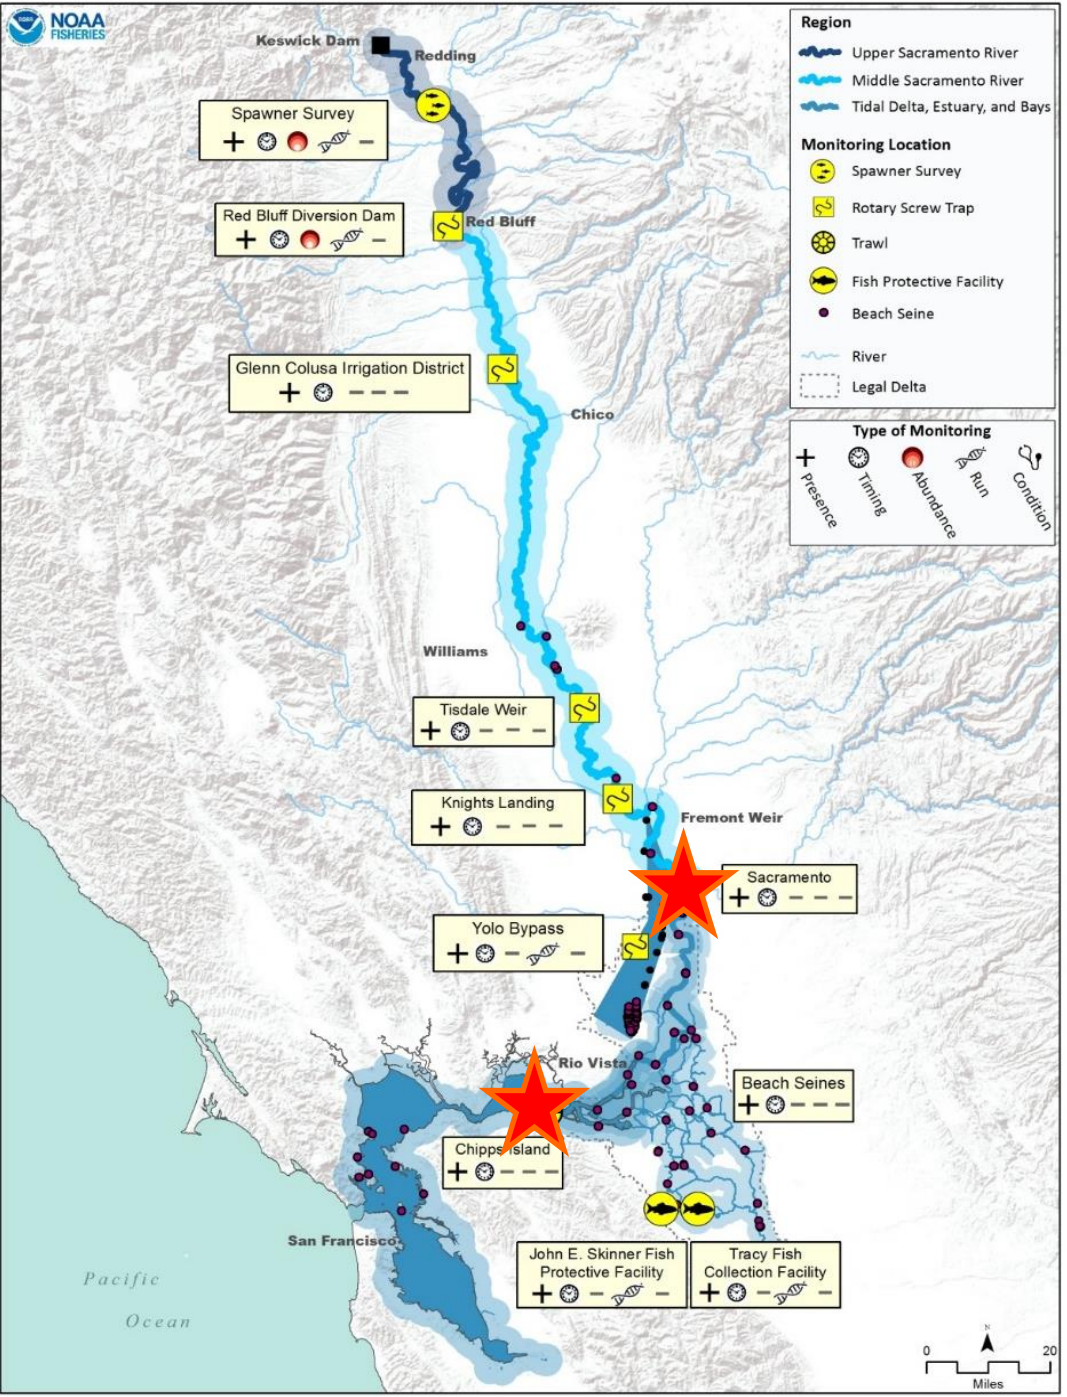 NOAA
FISHERIES
Keswick Dam
Redding
Spawner Survey
Red Bluff Diversion Dam
Red Bluff
Glenn Colusa Irrigation District
Chico
Williams
Tisdale Weir
Knights Landing
Fremont Weir
Sacramento
Yolo Bypass
Rio Vista
Beach Seines
Chipps Island
San Francisco
John E. Skinner Fish
Protective Facility
Tracy Fish
Collection Facility
Pacific
Ocean
Region
Upper Sacramento River
Middle Sacramento River
Tidal Delta, Estuary, and Bays
Monitoring Location
Spawner Survey
Rotary Screw Trap
Trawl
Fish Protective Facility
Beach Seine
River
Legal Delta
Type of Monitoring
Presence
Timing
Abundance
Run
Condition
N
0 20
Miles